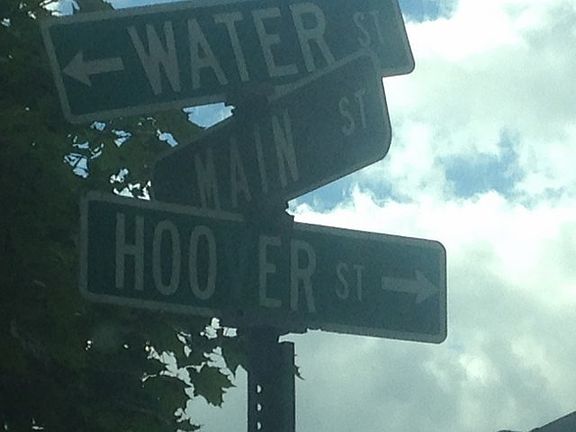 ← WATER ST
MAIN ST
HOO ER ST →